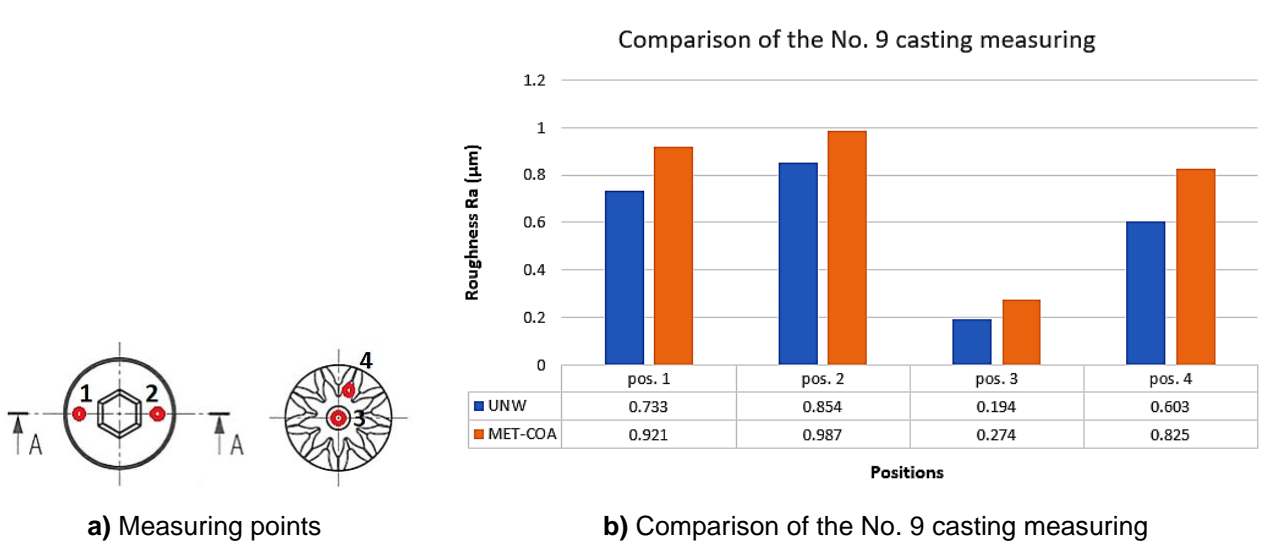 Comparison of the No. 9 casting measuring
Roughness Ra (μm)
1.2
1
0.8
0.6
0.4
0.2
0
pos. 1 pos. 2 pos. 3 pos. 4
UNW 0.733 0.854 0.194 0.603
MET-COA 0.921 0.987 0.274 0.825
Positions
1 2
A A
4
3
a) Measuring points
b) Comparison of the No. 9 casting measuring